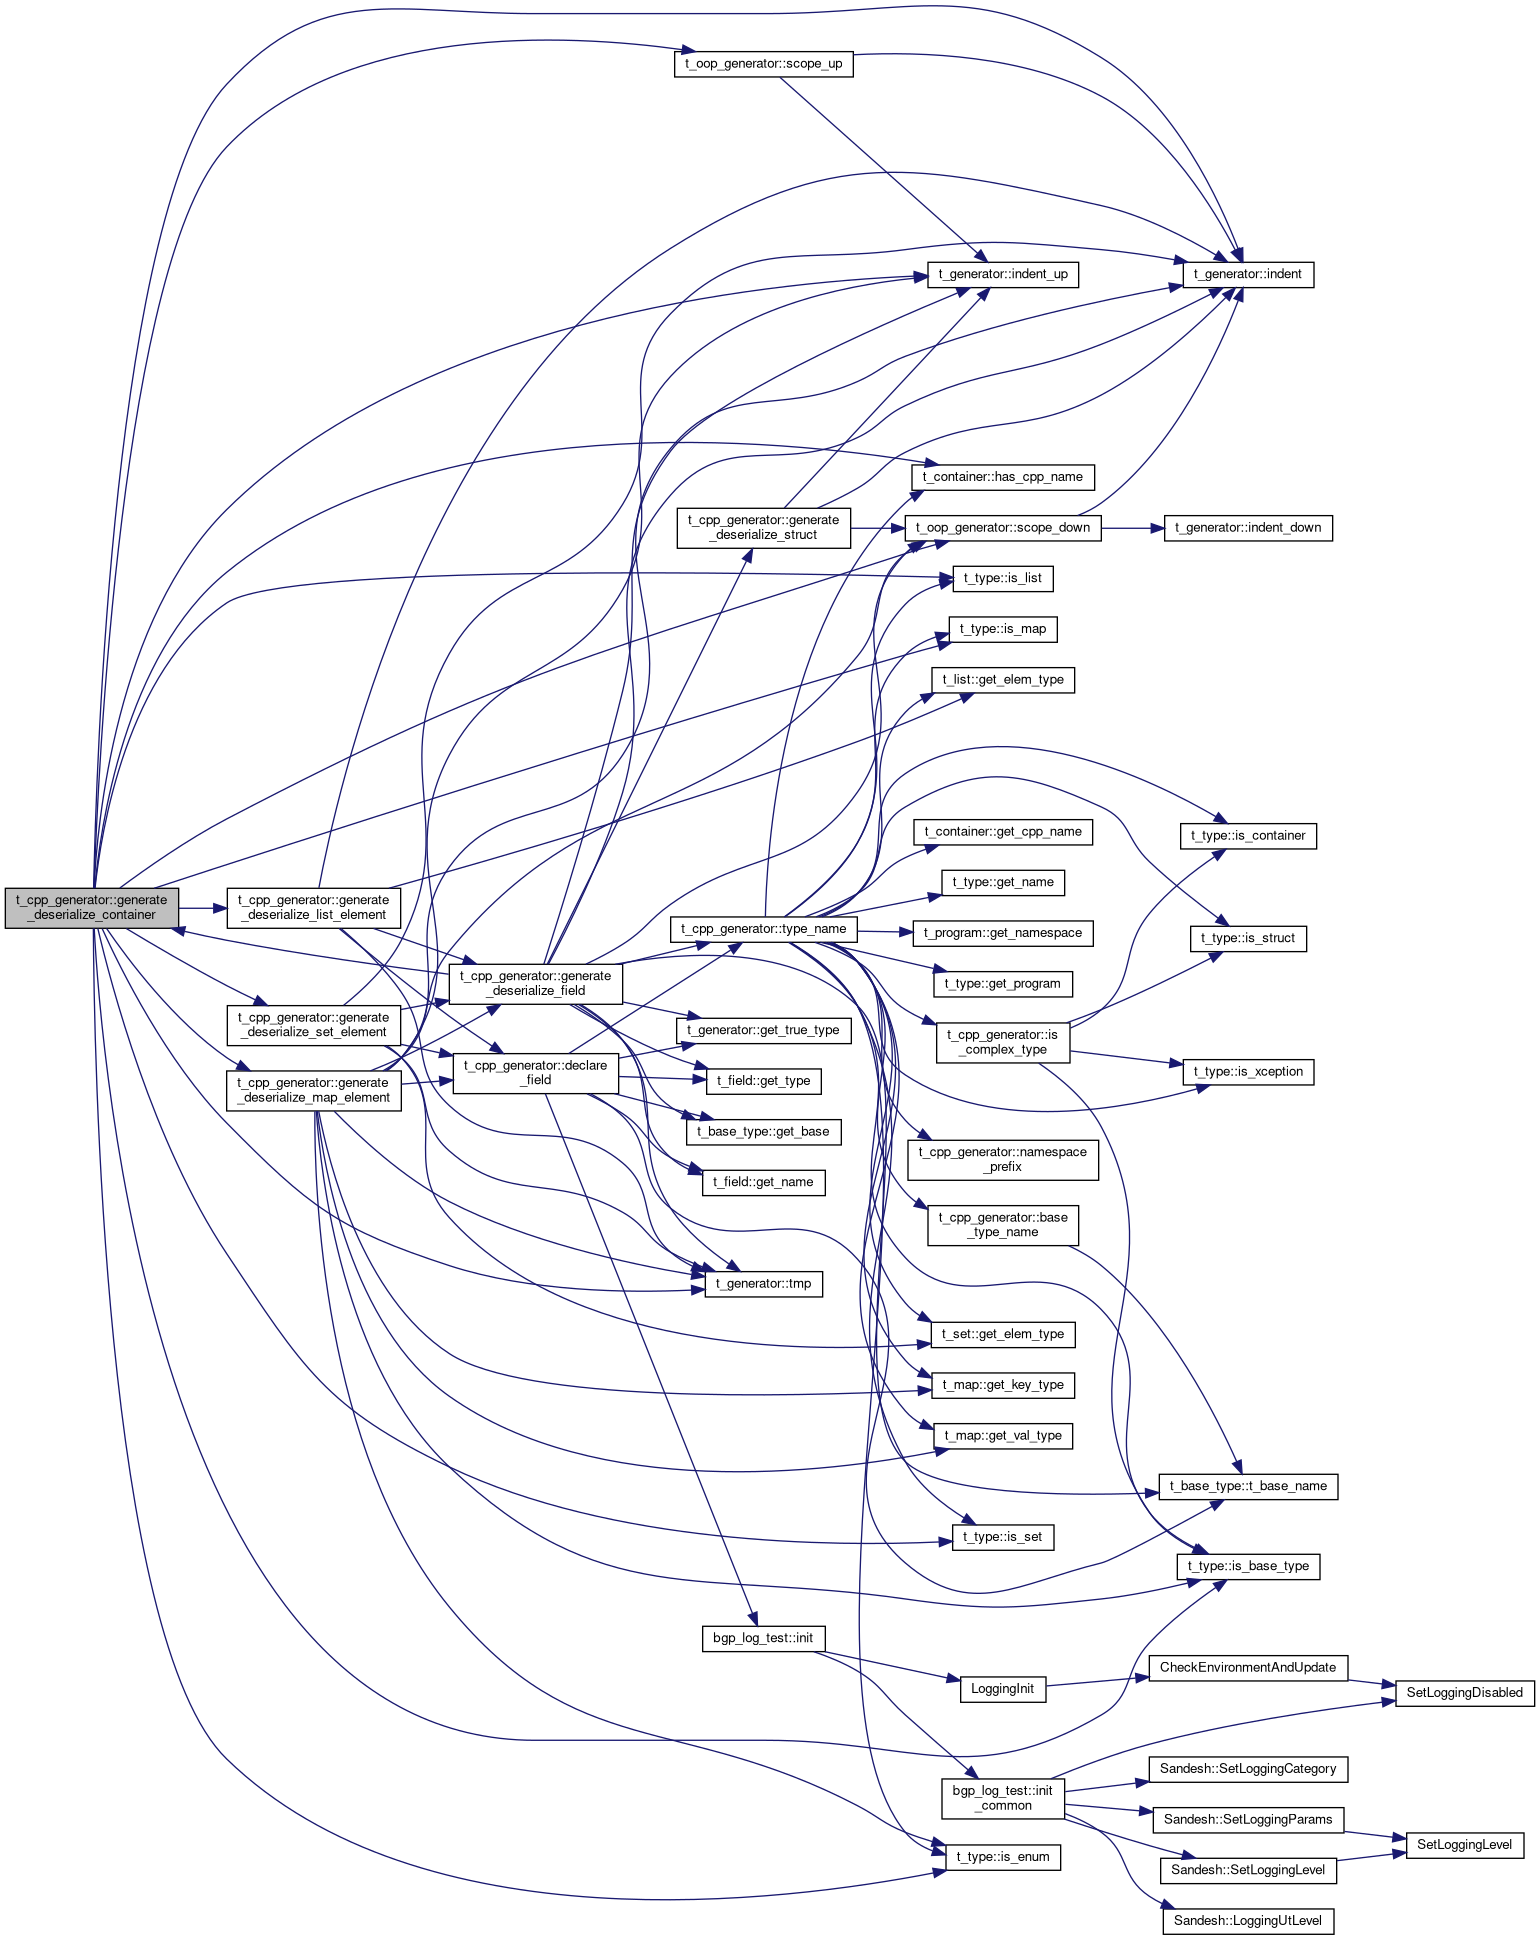 t_oop_generator::scope_up
t_generator::indent_up
t_generator::indent
t_container::has_cpp_name
t_cpp_generator::generate
_deserialize_struct
t_oop_generator::scope_down
t_generator::indent_down
t_type::is_list
t_type::is_map
t_list::get_elem_type
t_container::get_cpp_name
t_type::is_container
t_type::get_name
t_cpp_generator::generate
_deserialize_container
t_cpp_generator::generate
_deserialize_list_element
t_cpp_generator::type_name
t_program::get_namespace
t_type::is_struct
t_cpp_generator::generate
_deserialize_field
t_type::get_program
t_cpp_generator::generate
_deserialize_set_element
t_generator::get_true_type
t_cpp_generator::is
_complex_type
t_cpp_generator::declare
_field
t_type::is_xception
t_cpp_generator::generate
_deserialize_map_element
t_field::get_type
t_base_type::get_base
t_cpp_generator::namespace
_prefix
t_field::get_name
t_cpp_generator::base
_type_name
t_generator::tmp
t_set::get_elem_type
t_map::get_key_type
t_map::get_val_type
t_base_type::t_base_name
t_type::is_set
t_type::is_base_type
bgp_log_test::init
LoggingInit
CheckEnvironmentAndUpdate
SetLoggingDisabled
Sandesh::SetLoggingCategory
bgp_log_test::init
_common
Sandesh::SetLoggingParams
SetLoggingLevel
t_type::is_enum
Sandesh::SetLoggingLevel
Sandesh::LoggingUtLevel